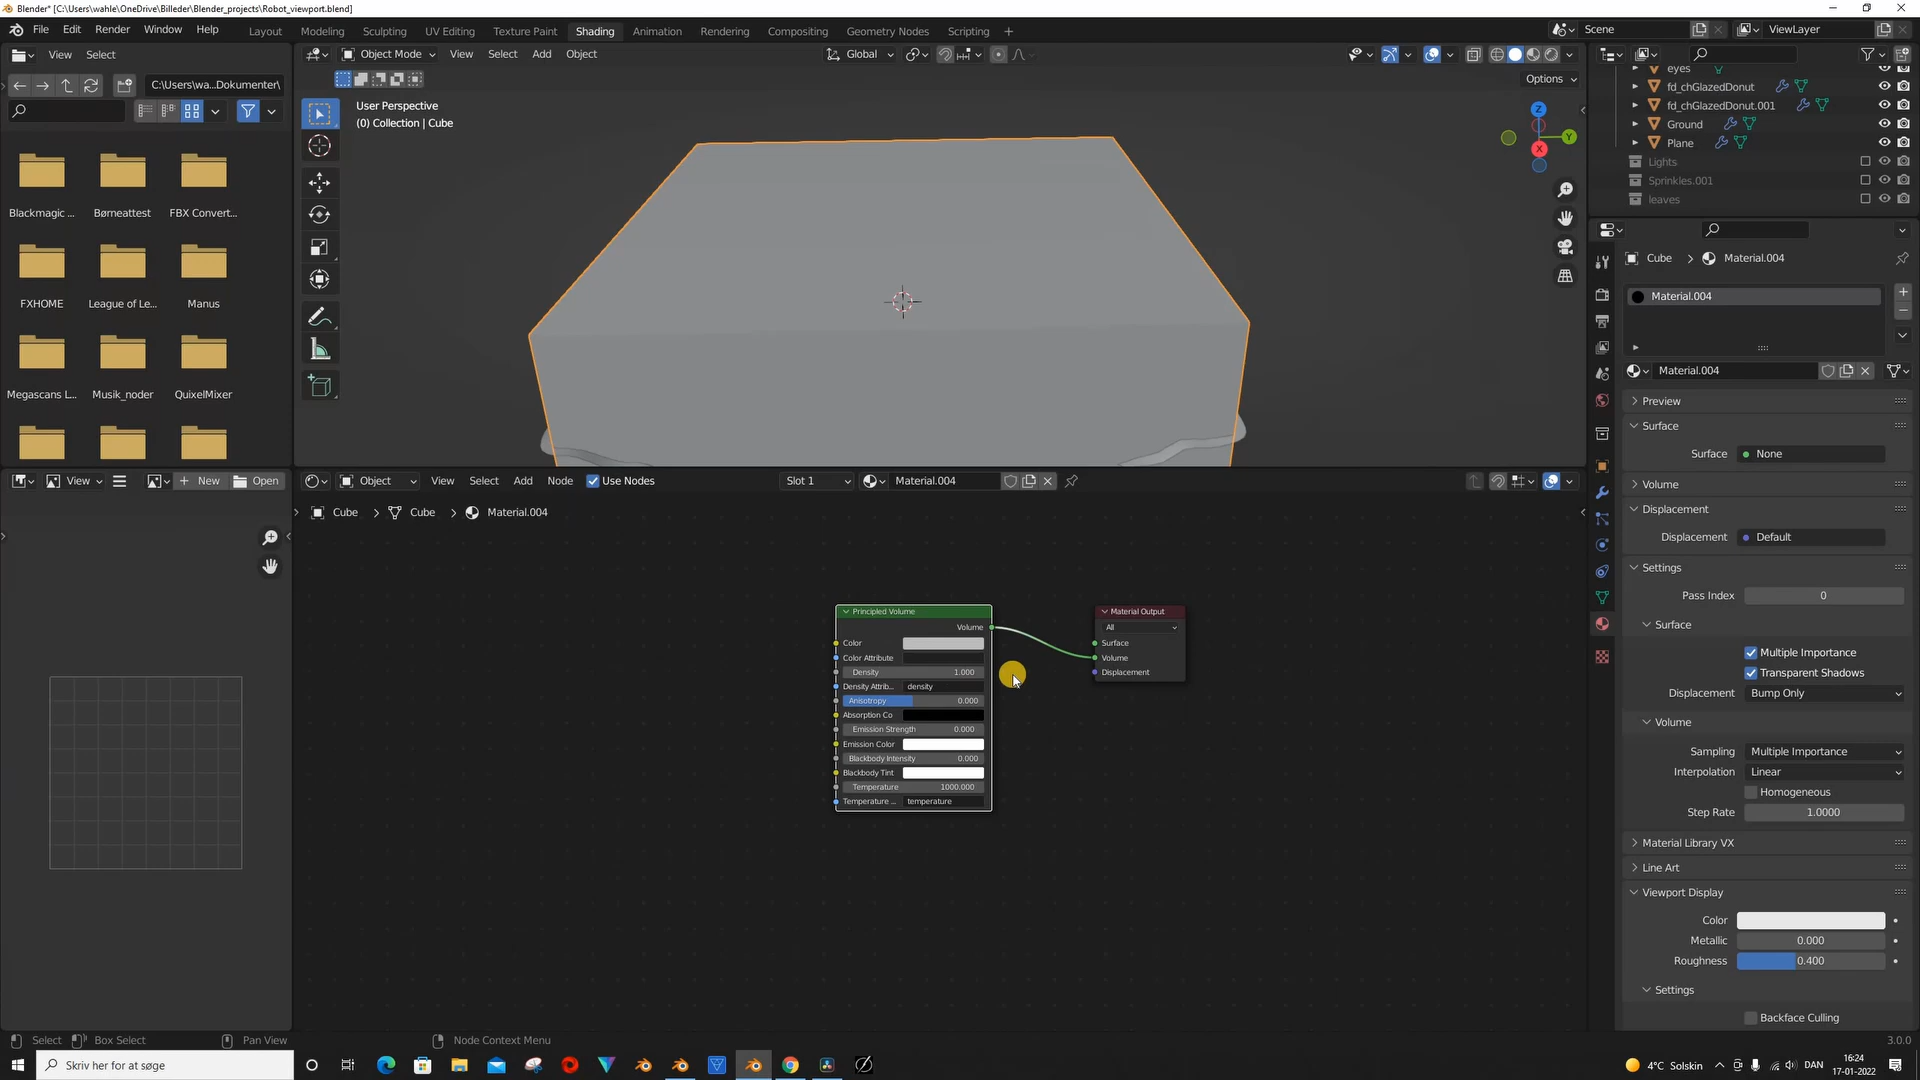 Blender* [C:\Users\wahle\OneDrive\Billeder\Blender_projects\Robot_viewport.blend]
File Edit Render Window Help Layout Modeling Sculpting UV Editing Texture Paint Shading Animation Rendering Compositing Geometry Nodes Scripting + Scene ViewLayer
View Select
Object Mode View Select Add Object Global
C:\Users\wa...Dokumenter\
Options
User Perspective
(0) Collection | Cube
Blackmagic ... Børneattest FBX Convert...
FXHOME League of Le... Manus
Megascans L... Musik_noder QuixelMixer
X
Y
Z
eyes
fd_chGlazedDonut
fd_chGlazedDonut.001
Ground
Plane
Lights
Sprinkles.001
leaves
Cube > Material.004
Material.004
Material.004
Preview
Surface
Surface None
Volume
Displacement
Displacement Default
Settings
Pass Index 0
Surface
Multiple Importance
Transparent Shadows
Displacement Bump Only
Volume
Sampling Multiple Importance
Interpolation Linear
Homogeneous
Step Rate 1.0000
Material Library VX
Line Art
Viewport Display
Color
Metallic 0.000
Roughness 0.400
Settings
Backface Culling
View New Open
Object View Select Add Node Use Nodes Slot 1 Material.004
Cube > Cube > Material.004
Principled Volume
Volume
Color
Color Attribute
Density 1.000
Density Attrib... density
Anisotropy 0.000
Absorption Co
Emission Strength 0.000
Emission Color
Blackbody Intensity 0.000
Blackbody Tint
Temperature 1000.000
Temperature ... temperature
Material Output
All
Surface
Volume
Displacement
Select Box Select Pan View Node Context Menu 3.0.0
Skriv her for at søge
4°C Solskin DAN
16:24
17-01-2022